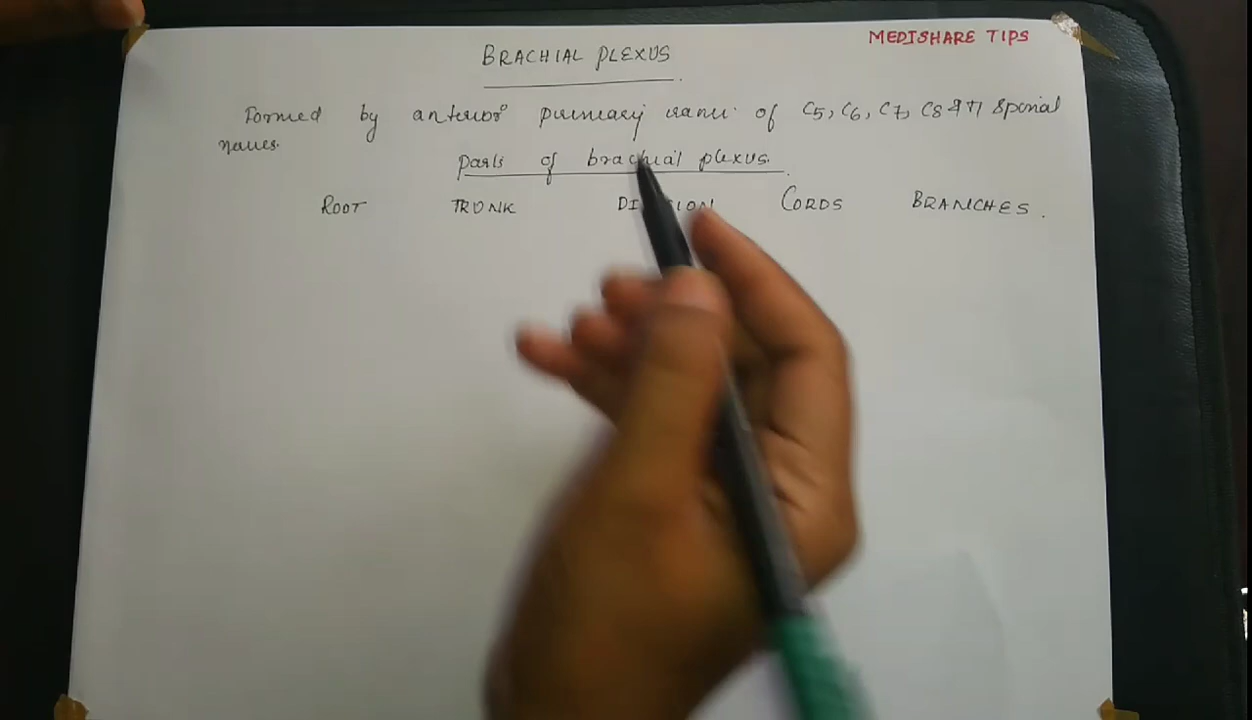 BRACHIAL PLEXUS
MEDISHARE TIPS
Formed by anterior primary rami of C5, C6, C7, C8 & T1 spinal
nerves.
Parts of brachial plexus.
ROOT TRUNK DIVISION CORDS BRANCHES.